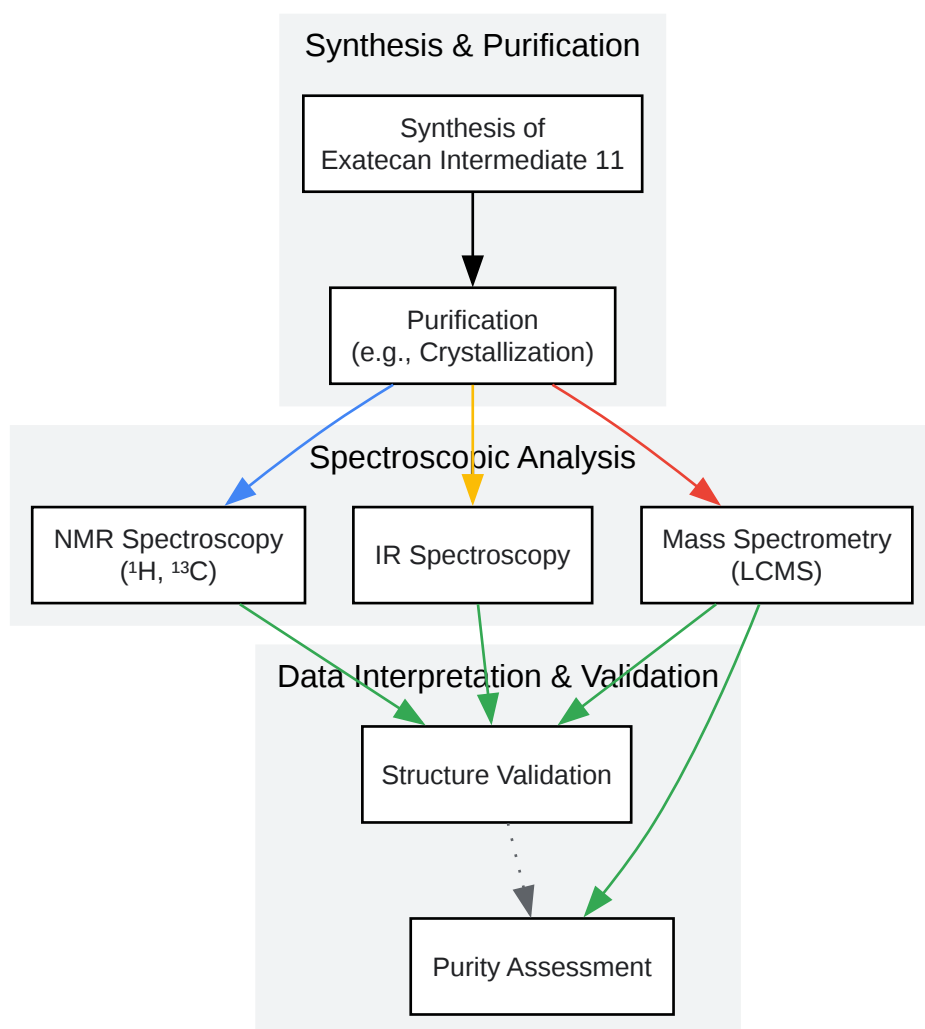 Synthesis & Purification
Synthesis of
Exatecan Intermediate 11
Purification
(e.g., Crystallization)
Spectroscopic Analysis
NMR Spectroscopy
(¹H, ¹³C)
IR Spectroscopy
Mass Spectrometry
(LCMS)
Data Interpretation & Validation
Structure Validation
Purity Assessment